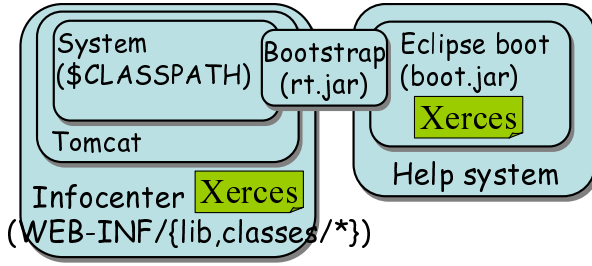 System
($CLASSPATH)
Tomcat
Infocenter
Xerces
(WEB-INF/{lib,classes/*})
Bootstrap
(rt.jar)
Eclipse boot
(boot.jar)
Xerces
Help system